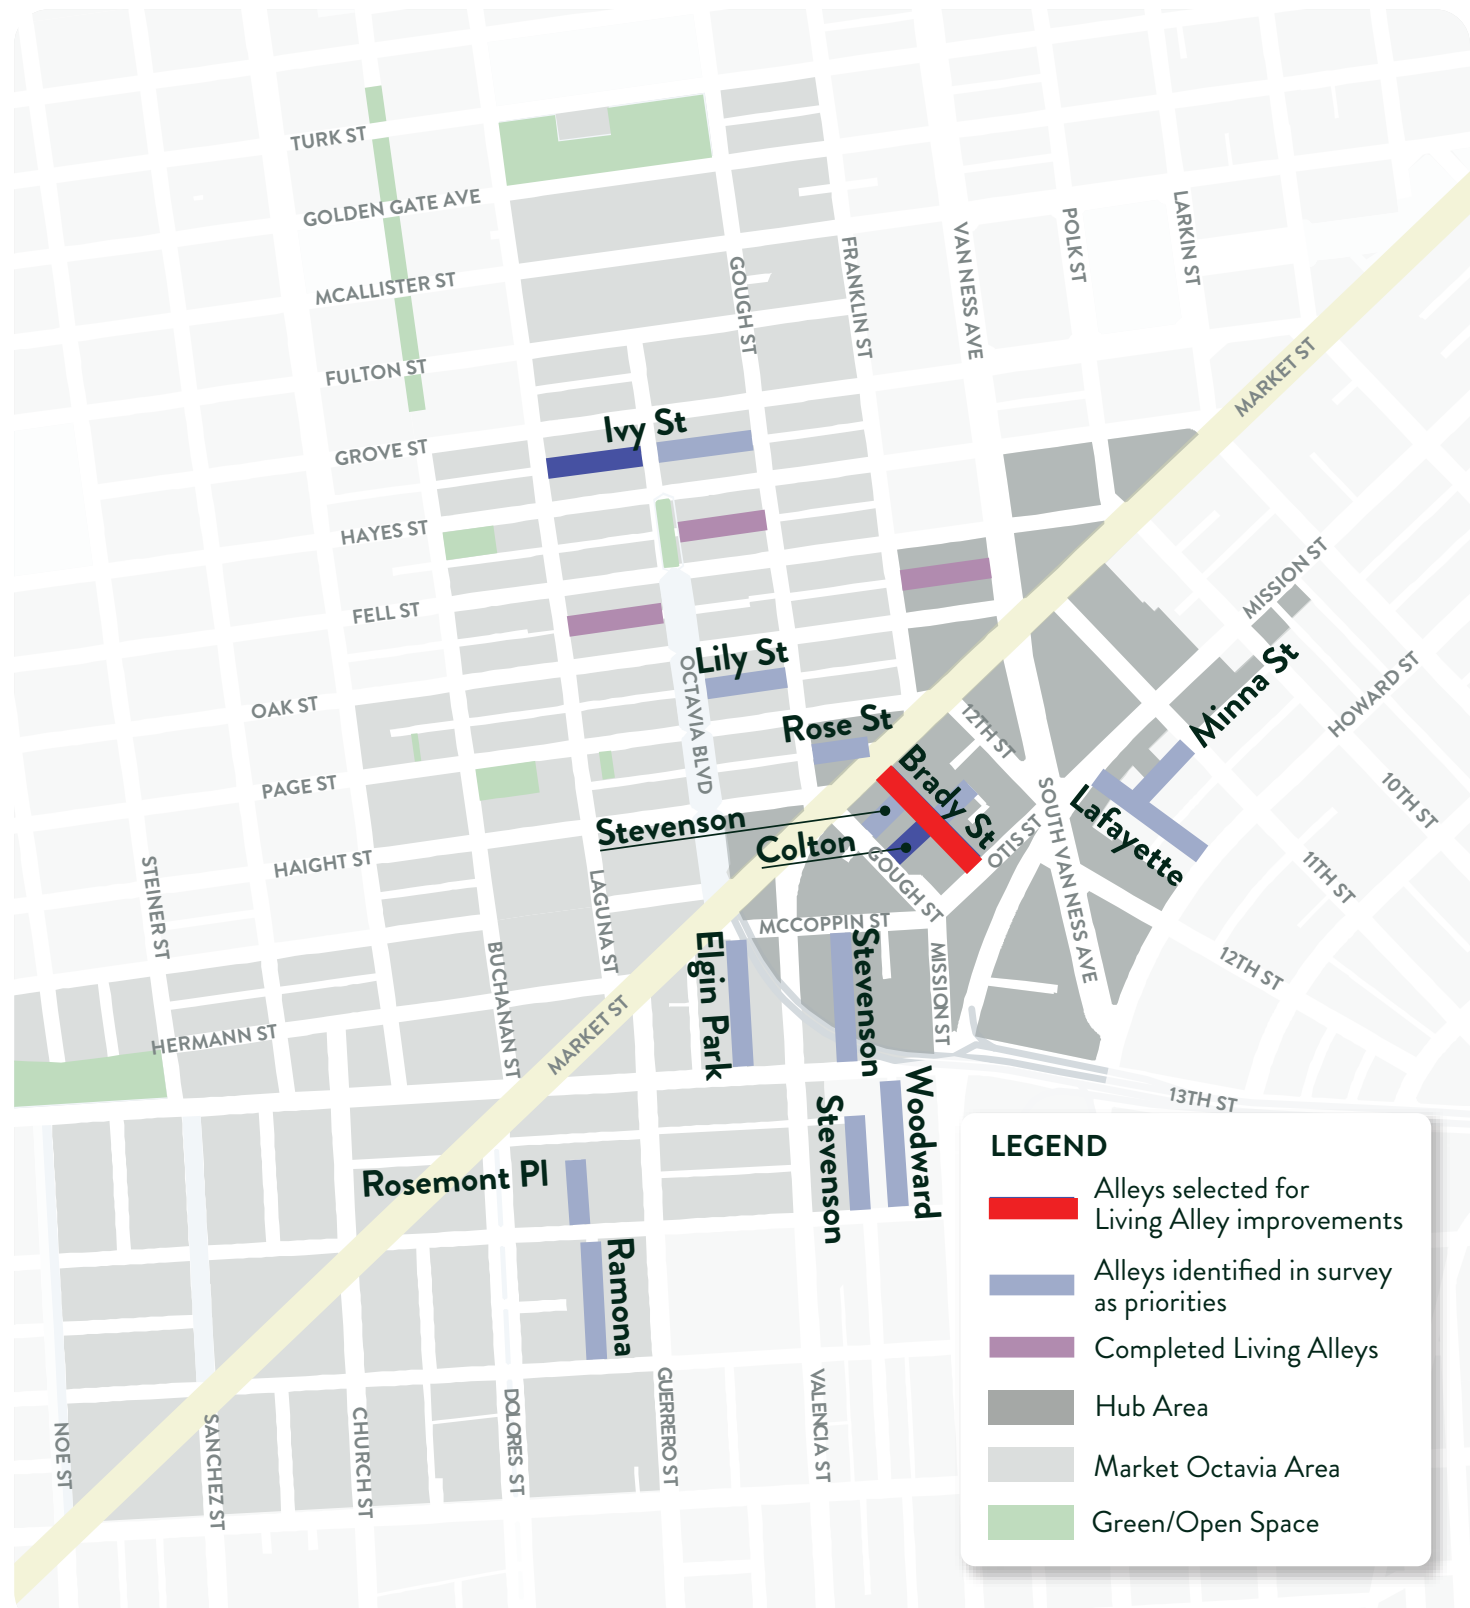 TURK ST
GOLDEN GATE AVE
MCALLISTER ST
FULTON ST
GROVE ST
HAYES ST
FELL ST
OAK ST
PAGE ST
HAIGHT ST
HERMANN ST
GOUGH ST
FRANKLIN ST
VAN NESS AVE
POLK ST
LARKIN ST
MARKET ST
Ivy St
Lily St
OCTAVIA BLVD
Rose St
Brady St
12TH ST
MISSION ST
Minna St
HOWARD ST
10TH ST
11TH ST
12TH ST
Lafayette
SOUTH VAN NESS AVE
OTIS ST
Stevenson
Colton
GOUGH ST
MCCOPPIN ST
MISSION ST
STEINER ST
BUCHANAN ST
LAGUNA ST
MARKET ST
Elgin Park
Stevenson
Woodward
Stevenson
13TH ST
Rosemont Pl
Ramona
NOE ST
SANCHEZ ST
CHURCH ST
DOLORES ST
GUERRERO ST
VALENCIA ST
LEGEND
Alleys selected for
Living Alley improvements
Alleys identified in survey
as priorities
Completed Living Alleys
Hub Area
Market Octavia Area
Green/Open Space